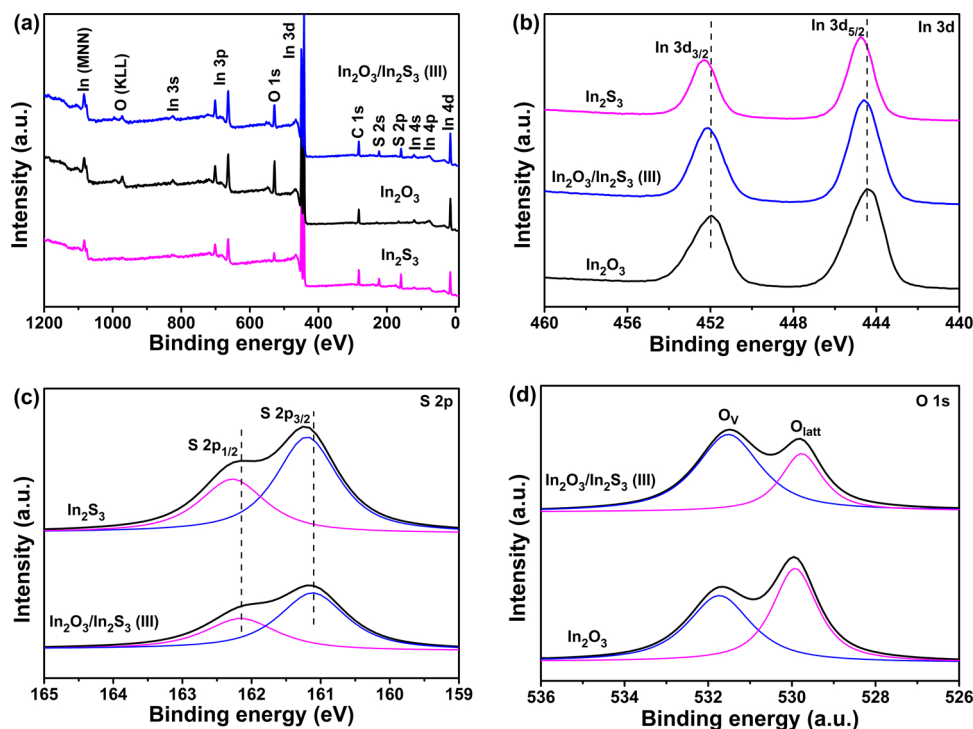 (a)
In (MNN)
O (KLL)
In 3s
In 3p
O 1s
In 3d
In₂O₃/In₂S₃ (III)
C 1s
S 2s
S 2p
In 4s
In 4p
In 4d
In₂O₃
In₂S₃
Intensity (a.u.)
1200 1000 800 600 400 200 0
Binding energy (eV)
(b)
In 3d
In 3d₃/₂
In 3d₅/₂
In₂S₃
In₂O₃/In₂S₃ (III)
In₂O₃
Intensity (a.u.)
460 456 452 448 444 440
Binding energy (eV)
(c)
S 2p
S 2p₁/₂
S 2p₃/₂
In₂S₃
In₂O₃/In₂S₃ (III)
Intensity (a.u.)
165 164 163 162 161 160 159
Binding energy (eV)
(d)
O 1s
Oᵥ
Olatt
In₂O₃/In₂S₃ (III)
In₂O₃
Intensity (a.u.)
536 534 532 530 528 526
Binding energy (a.u.)